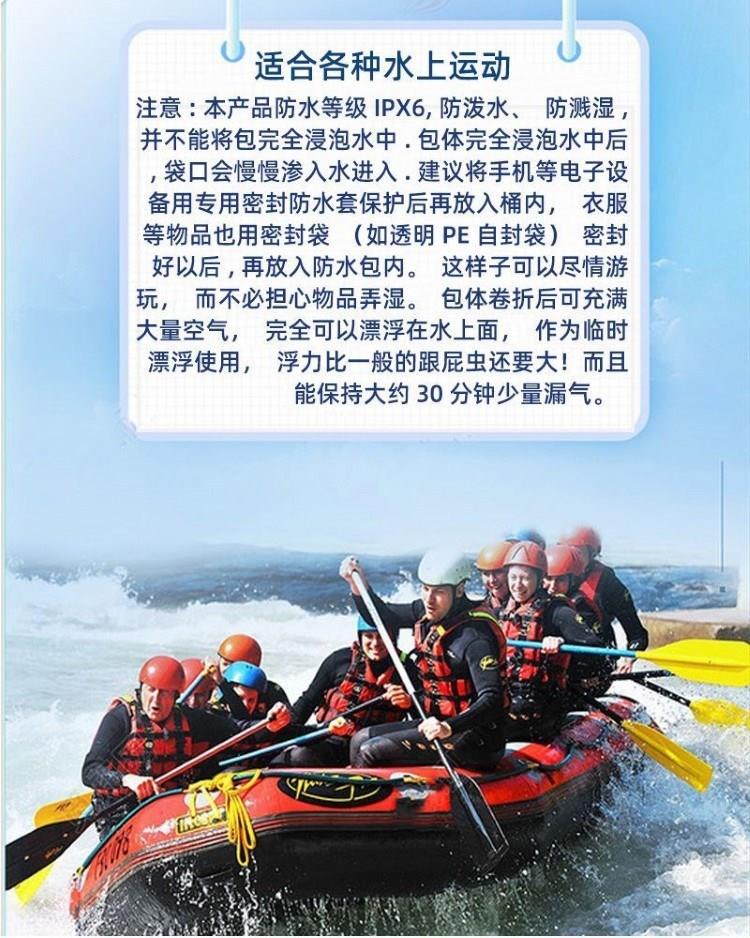 适合各种水上运动
注意：本产品防水等级 IPX6, 防泼水、 防溅湿，
并不能将包完全浸泡水中．包体完全浸泡水中后
，袋口会慢慢渗入水进入．建议将手机等电子设
备用专用密封防水套保护后再放入桶内， 衣服
等物品也用密封袋 （如透明 PE 自封袋） 密封
好以后，再放入防水包内。 这样子可以尽情游
玩， 而不必担心物品弄湿。 包体卷折后可充满
大量空气， 完全可以漂浮在水上面， 作为临时
漂浮使用， 浮力比一般的跟屁虫还要大！而且
能保持大约 30 分钟少量漏气。